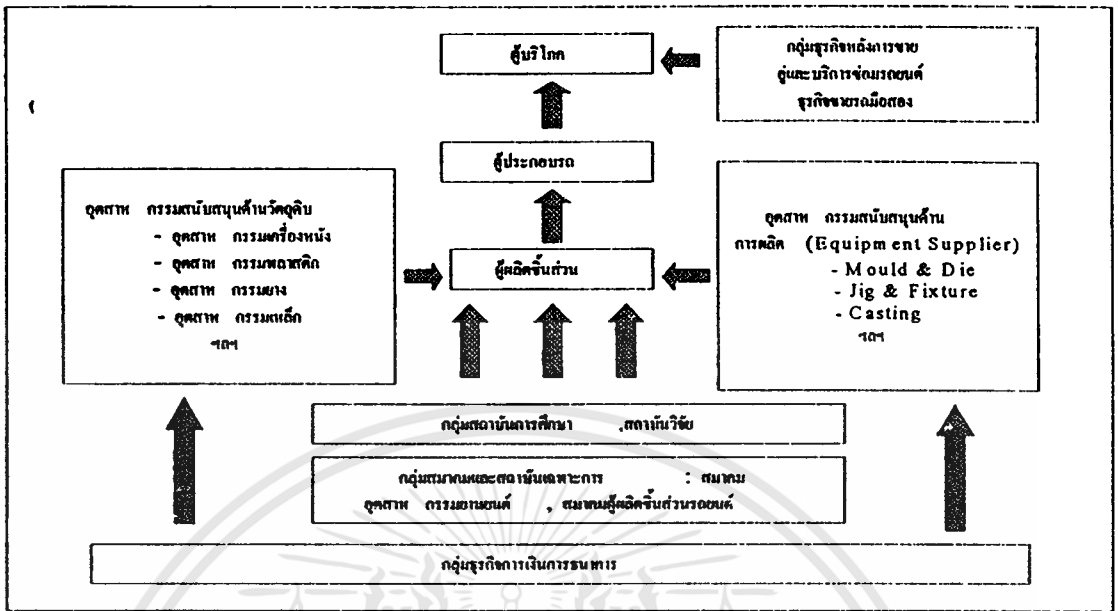 ผู้บริโภค
กลุ่มธุรกิจหลังการขาย
อู่และบริการซ่อมรถยนต์
ธุรกิจขายรถมือสอง
ผู้ประกอบรถ
อุตสาห กรรมสนับสนุนด้านวัตถุดิบ
- อุตสาห กรรมเครื่องหนัง
- อุตสาห กรรมพลาสติก
- อุตสาห กรรมยาง
- อุตสาห กรรมเหล็ก
ฯลฯ
ผู้ผลิตชิ้นส่วน
อุตสาห กรรมสนับสนุนด้าน
การผลิต (Equipment Supplier)
- Mould & Die
- Jig & Fixture
- Casting
ฯลฯ
กลุ่มสถาบันการศึกษา ,สถาบันวิจัย
กลุ่มสมาคมและสถาบันเฉพาะการ : สมาคม
อุตสาห กรรมยานยนต์ , สมาคมผู้ผลิตชิ้นส่วนรถยนต์
กลุ่มธุรกิจการเงินการธนาคาร